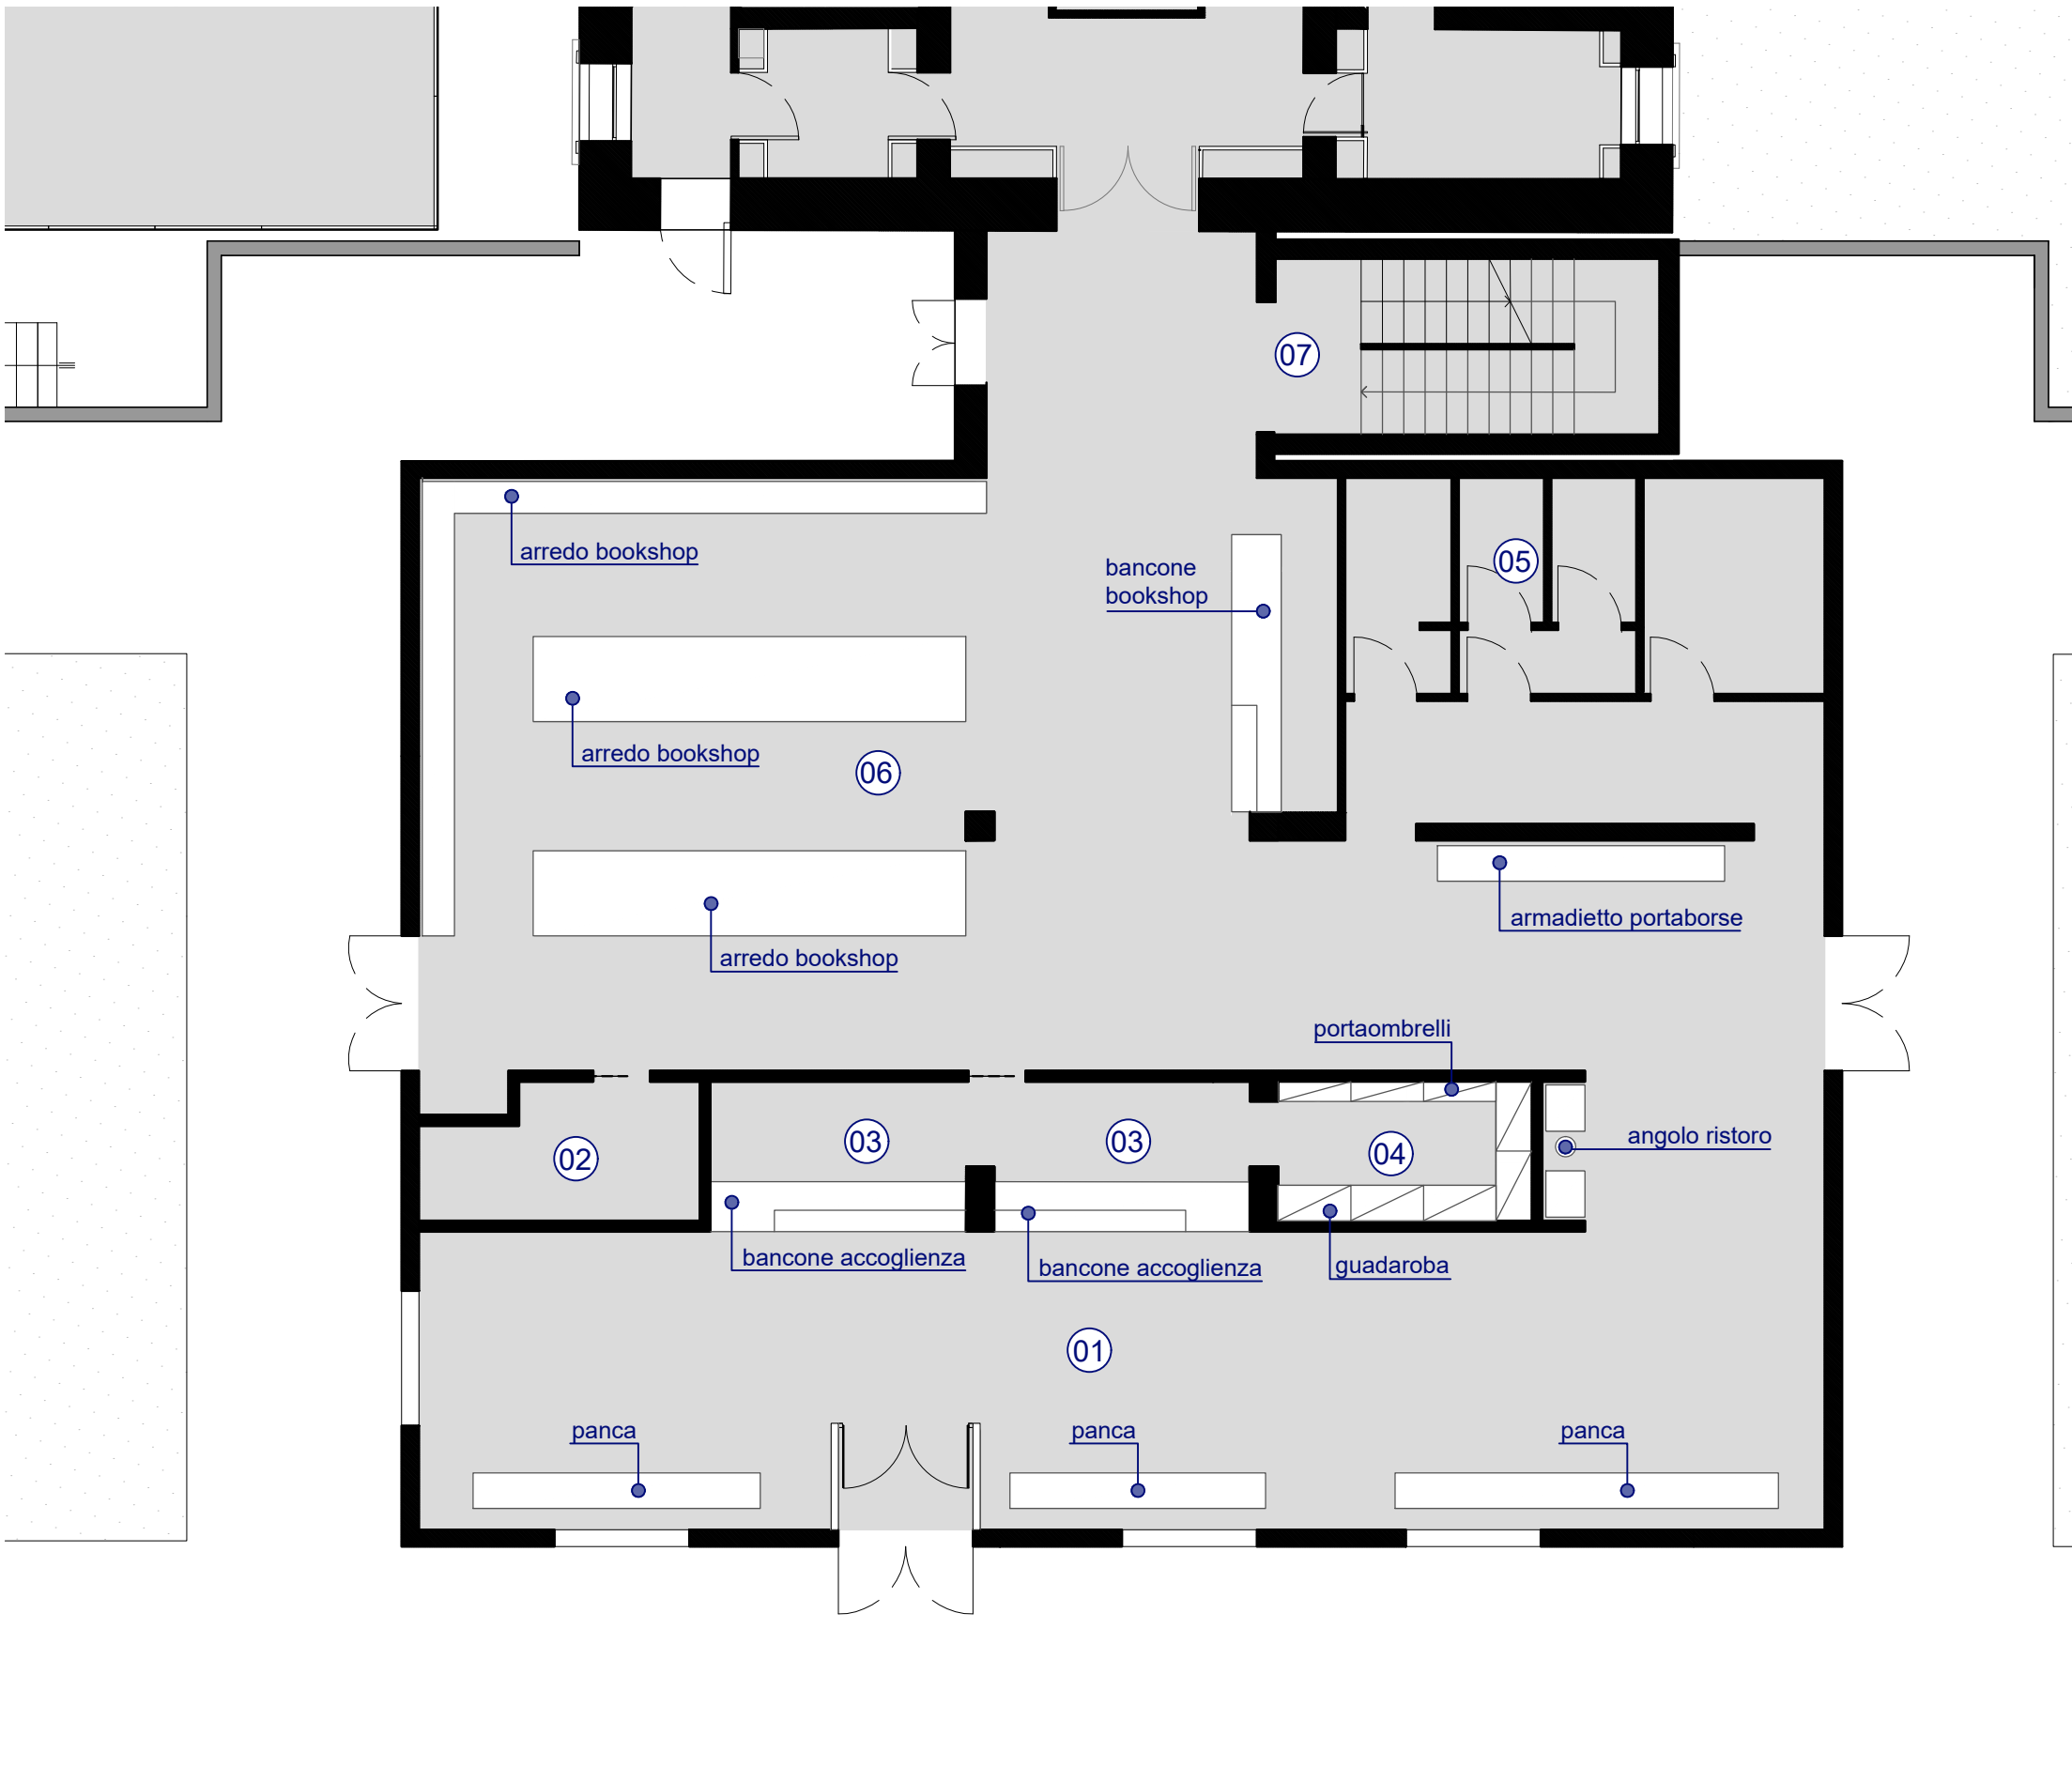 07
arredo bookshop
bancone
bookshop
05
arredo bookshop
06
armadietto portaborse
arredo bookshop
portaombrelli
02
03
03
04
angolo ristoro
bancone accoglienza
bancone accoglienza
guadaroba
01
panca
panca
panca